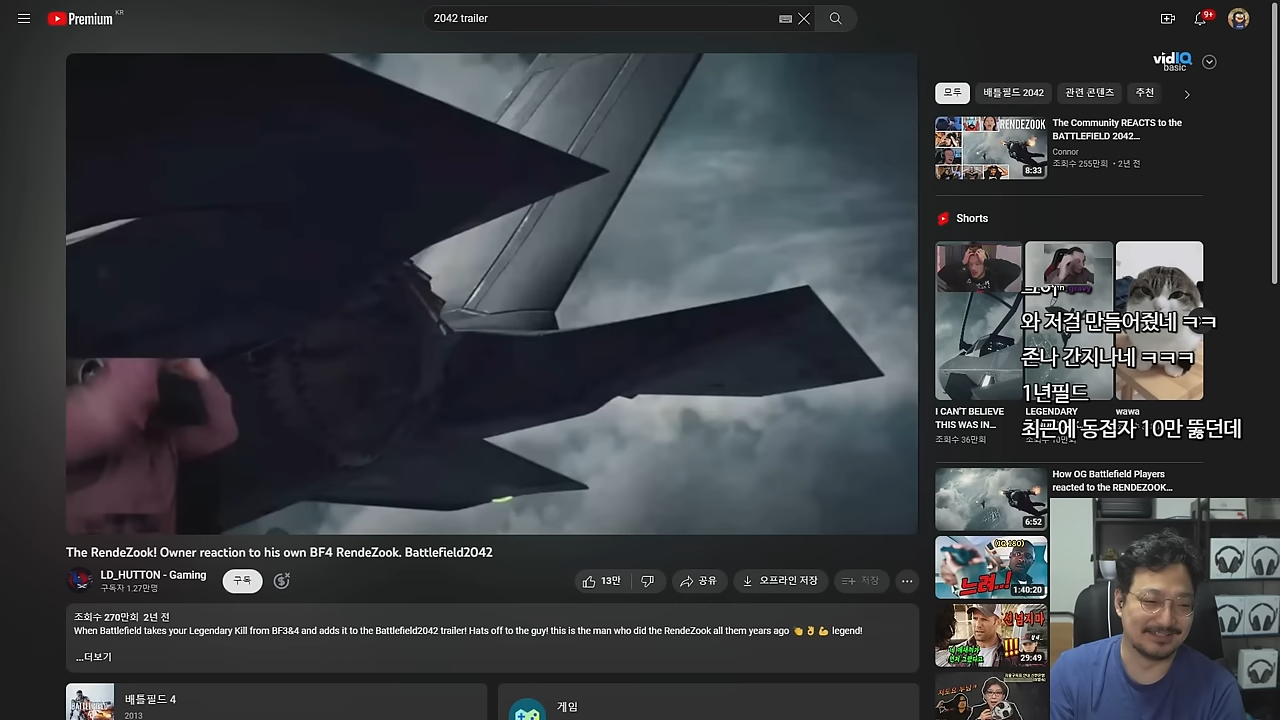 Premium KR
2042 trailer
9+
vidIQ
basic
모두
배틀필드 2042
관련 콘텐츠
추천
RENDEZOOK
8:33
The Community REACTS to the
BATTLEFIELD 2042...
Connor
조회수 255만회 • 2년 전
Shorts
와 저걸 만들어줬네 ㅋㅋ
존나 간지나네 ㅋㅋㅋ
1년필드
최근에 동접자 10만 뚫던데
I CAN'T BELIEVE
THIS WAS IN...
조회수 36만회
LEGENDARY
wawa
6:52
How OG Battlefield Players
reacted to the RENDEZOOK...
느려..!
1:40:20
선넘지마
29:49
The RendeZook! Owner reaction to his own BF4 RendeZook. Battlefield2042
LD_HUTTON - Gaming
구독자 1.27만명
구독
13만
공유
오프라인 저장
저장
조회수 270만회 2년 전
When Battlefield takes your Legendary Kill from BF3&4 and adds it to the Battlefield2042 trailer! Hats off to the guy! this is the man who did the RendeZook all them years ago 👏 👌 💪 legend!
...더보기
배틀필드 4
2013
게임